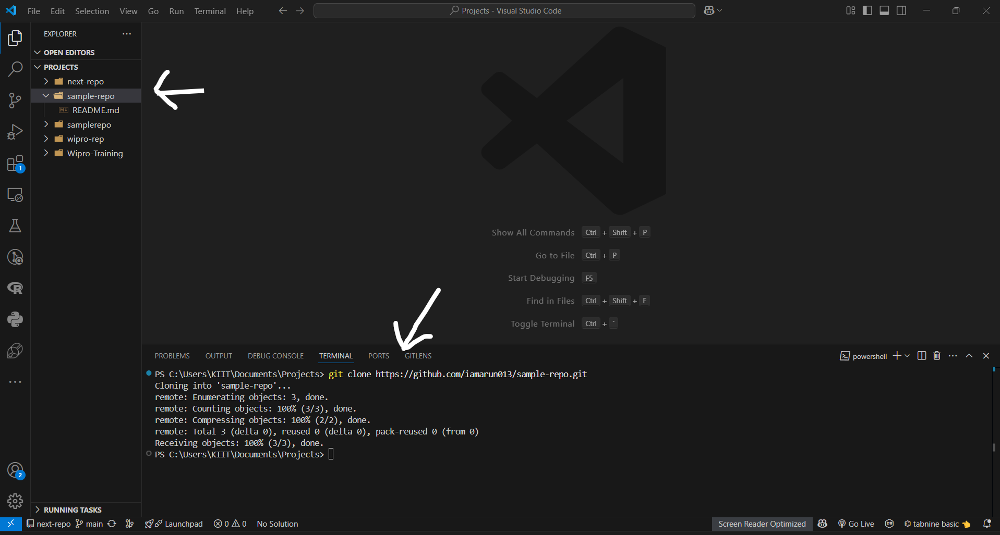 File Edit Selection View Go Run Terminal Help
Projects - Visual Studio Code
EXPLORER
OPEN EDITORS
PROJECTS
next-repo
sample-repo
README.md
samplerepo
wipro-rep
Wipro-Training
1
2
RUNNING TASKS
Show All Commands Ctrl + Shift + P
Go to File Ctrl + P
Start Debugging F5
Find in Files Ctrl + Shift + F
Toggle Terminal Ctrl + `
PROBLEMS OUTPUT DEBUG CONSOLE TERMINAL PORTS GITLENS
powershell
PS C:\Users\KIIT\Documents\Projects> git clone https://github.com/iamarun013/sample-repo.git
Cloning into 'sample-repo'...
remote: Enumerating objects: 3, done.
remote: Counting objects: 100% (3/3), done.
remote: Compressing objects: 100% (2/2), done.
remote: Total 3 (delta 0), reused 0 (delta 0), pack-reused 0 (from 0)
Receiving objects: 100% (3/3), done.
PS C:\Users\KIIT\Documents\Projects>
next-repo main Launchpad 0 0 No Solution Screen Reader Optimized Go Live tabnine basic